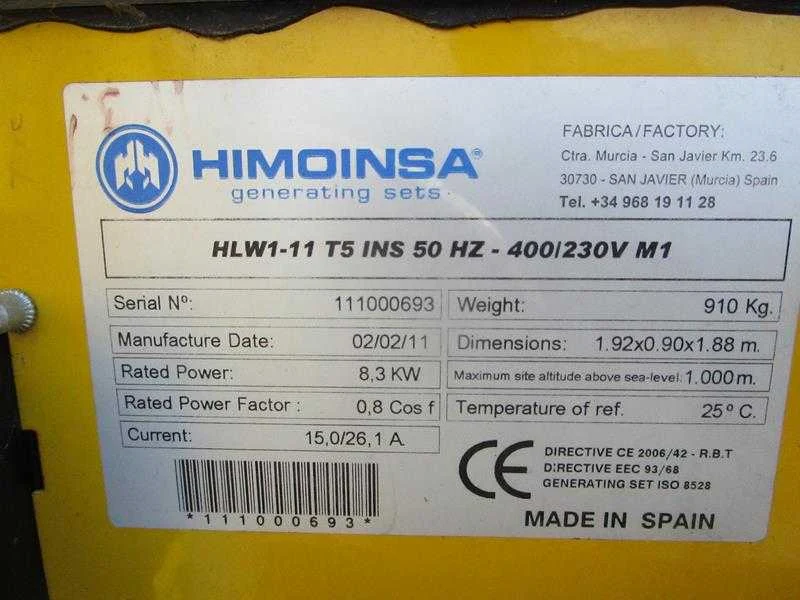 HIMOINSA®
generating sets
FABRICA/FACTORY:
Ctra. Murcia - San Javier Km. 23.6
30730 - SAN JAVIER (Murcia) Spain
Tel. +34 968 19 11 28
HLW1-11 T5 INS 50 HZ - 400/230V M1
Serial Nº: 111000693
Weight: 910 Kg.
Manufacture Date: 02/02/11
Dimensions: 1.92x0.90x1.88 m.
Rated Power: 8,3 KW
Maximum site altitude above sea-level: 1.000 m.
Rated Power Factor : 0,8 Cos f
Temperature of ref. 25º C.
Current: 15,0/26,1 A
CE
DIRECTIVE CE 2006/42 - R.B.T
DIRECTIVE EEC 93/68
GENERATING SET ISO 8528
*111000693*
MADE IN SPAIN